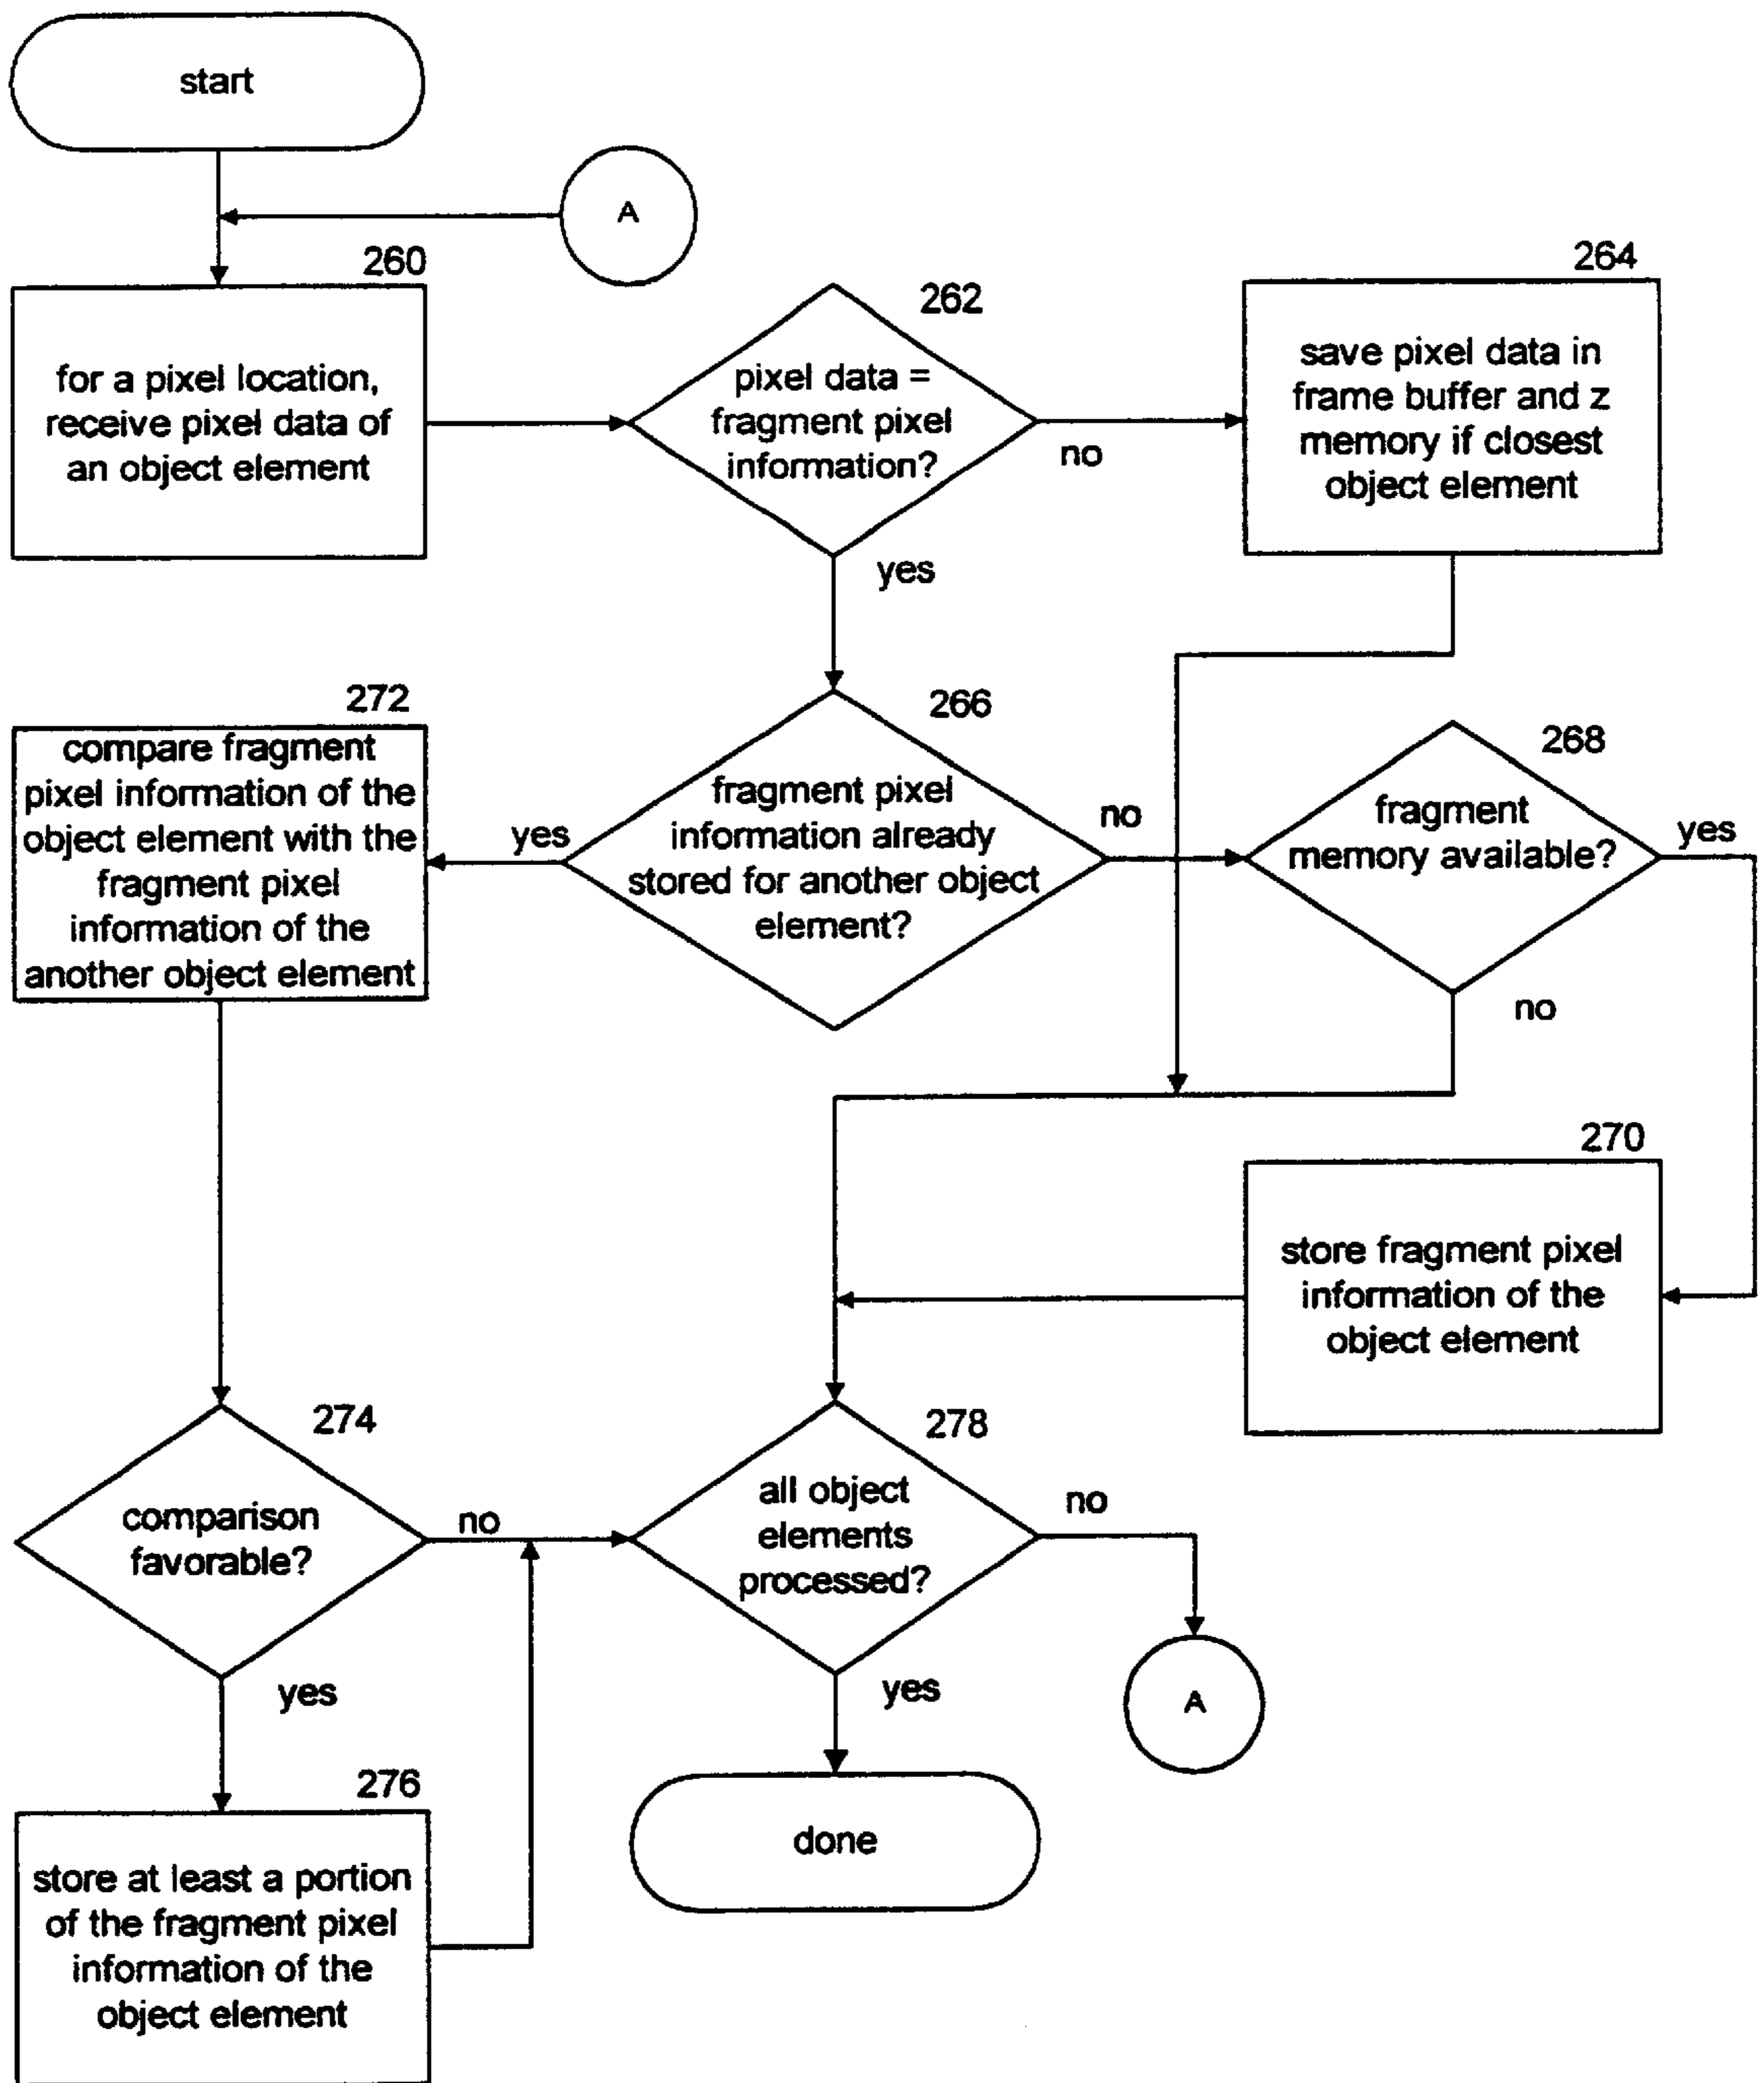 start
A
260
for a pixel location,
receive pixel data of
an object element
262
pixel data =
fragment pixel
information?
no
yes
264
save pixel data in
frame buffer and z
memory if closest
object element
272
compare fragment
pixel information of the
object element with the
fragment pixel
information of the
another object element
266
fragment pixel
information already
stored for another object
element?
yes
no
268
fragment
memory available?
yes
no
270
store fragment pixel
information of the
object element
274
comparison
favorable?
no
yes
278
all object
elements
processed?
no
yes
A
276
store at least a portion
of the fragment pixel
information of the
object element
done